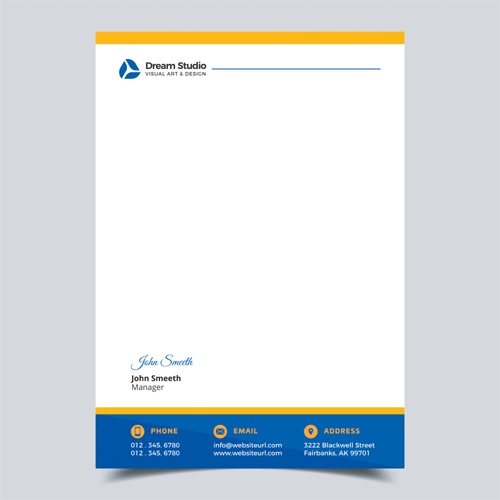 Dream Studio
VISUAL ART & DESIGN
John Smeeth
John Smeeth
Manager
PHONE
012 . 345. 6780
012 . 345. 6780
EMAIL
info@websiteurl.com
www.websiteurl.com
ADDRESS
3222 Blackwell Street
Fairbanks, AK 99701